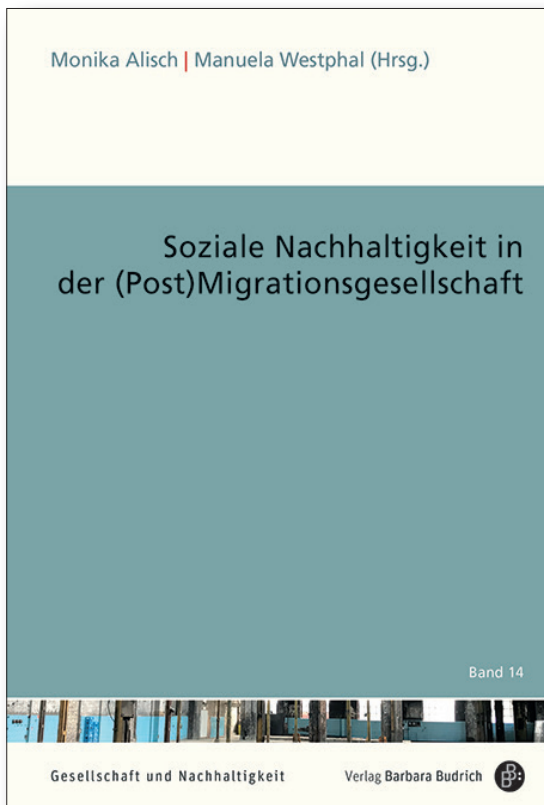 Monika Alisch | Manuela Westphal (Hrsg.)
Soziale Nachhaltigkeit in
der (Post)Migrationsgesellschaft
Band 14
Gesellschaft und Nachhaltigkeit
Verlag Barbara Budrich
B B: